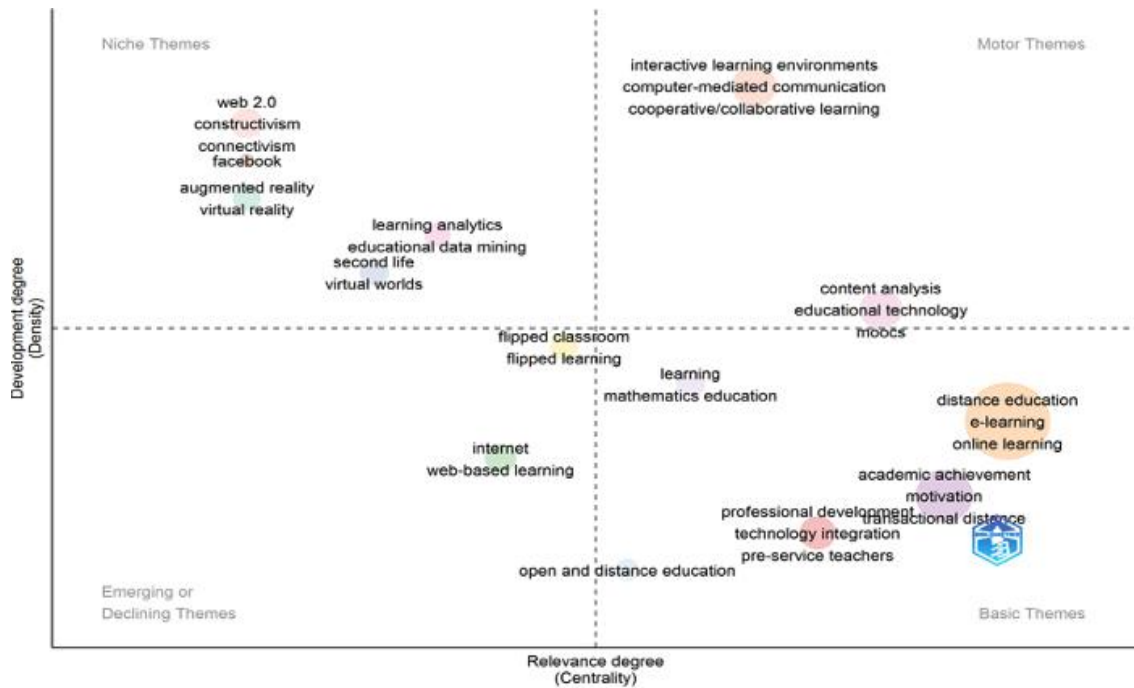 Niche Themes
Motor Themes
interactive learning environments
computer-mediated communication
cooperative/collaborative learning
web 2.0
constructivism
connectivism
facebook
augmented reality
virtual reality
learning analytics
educational data mining
second life
virtual worlds
content analysis
educational technology
moocs
flipped classroom
flipped learning
learning
mathematics education
distance education
e-learning
online learning
internet
web-based learning
academic achievement
motivation
transactional distance
professional development
technology integration
pre-service teachers
open and distance education
Emerging or
Declining Themes
Basic Themes
Development degree
(Density)
Relevance degree
(Centrality)